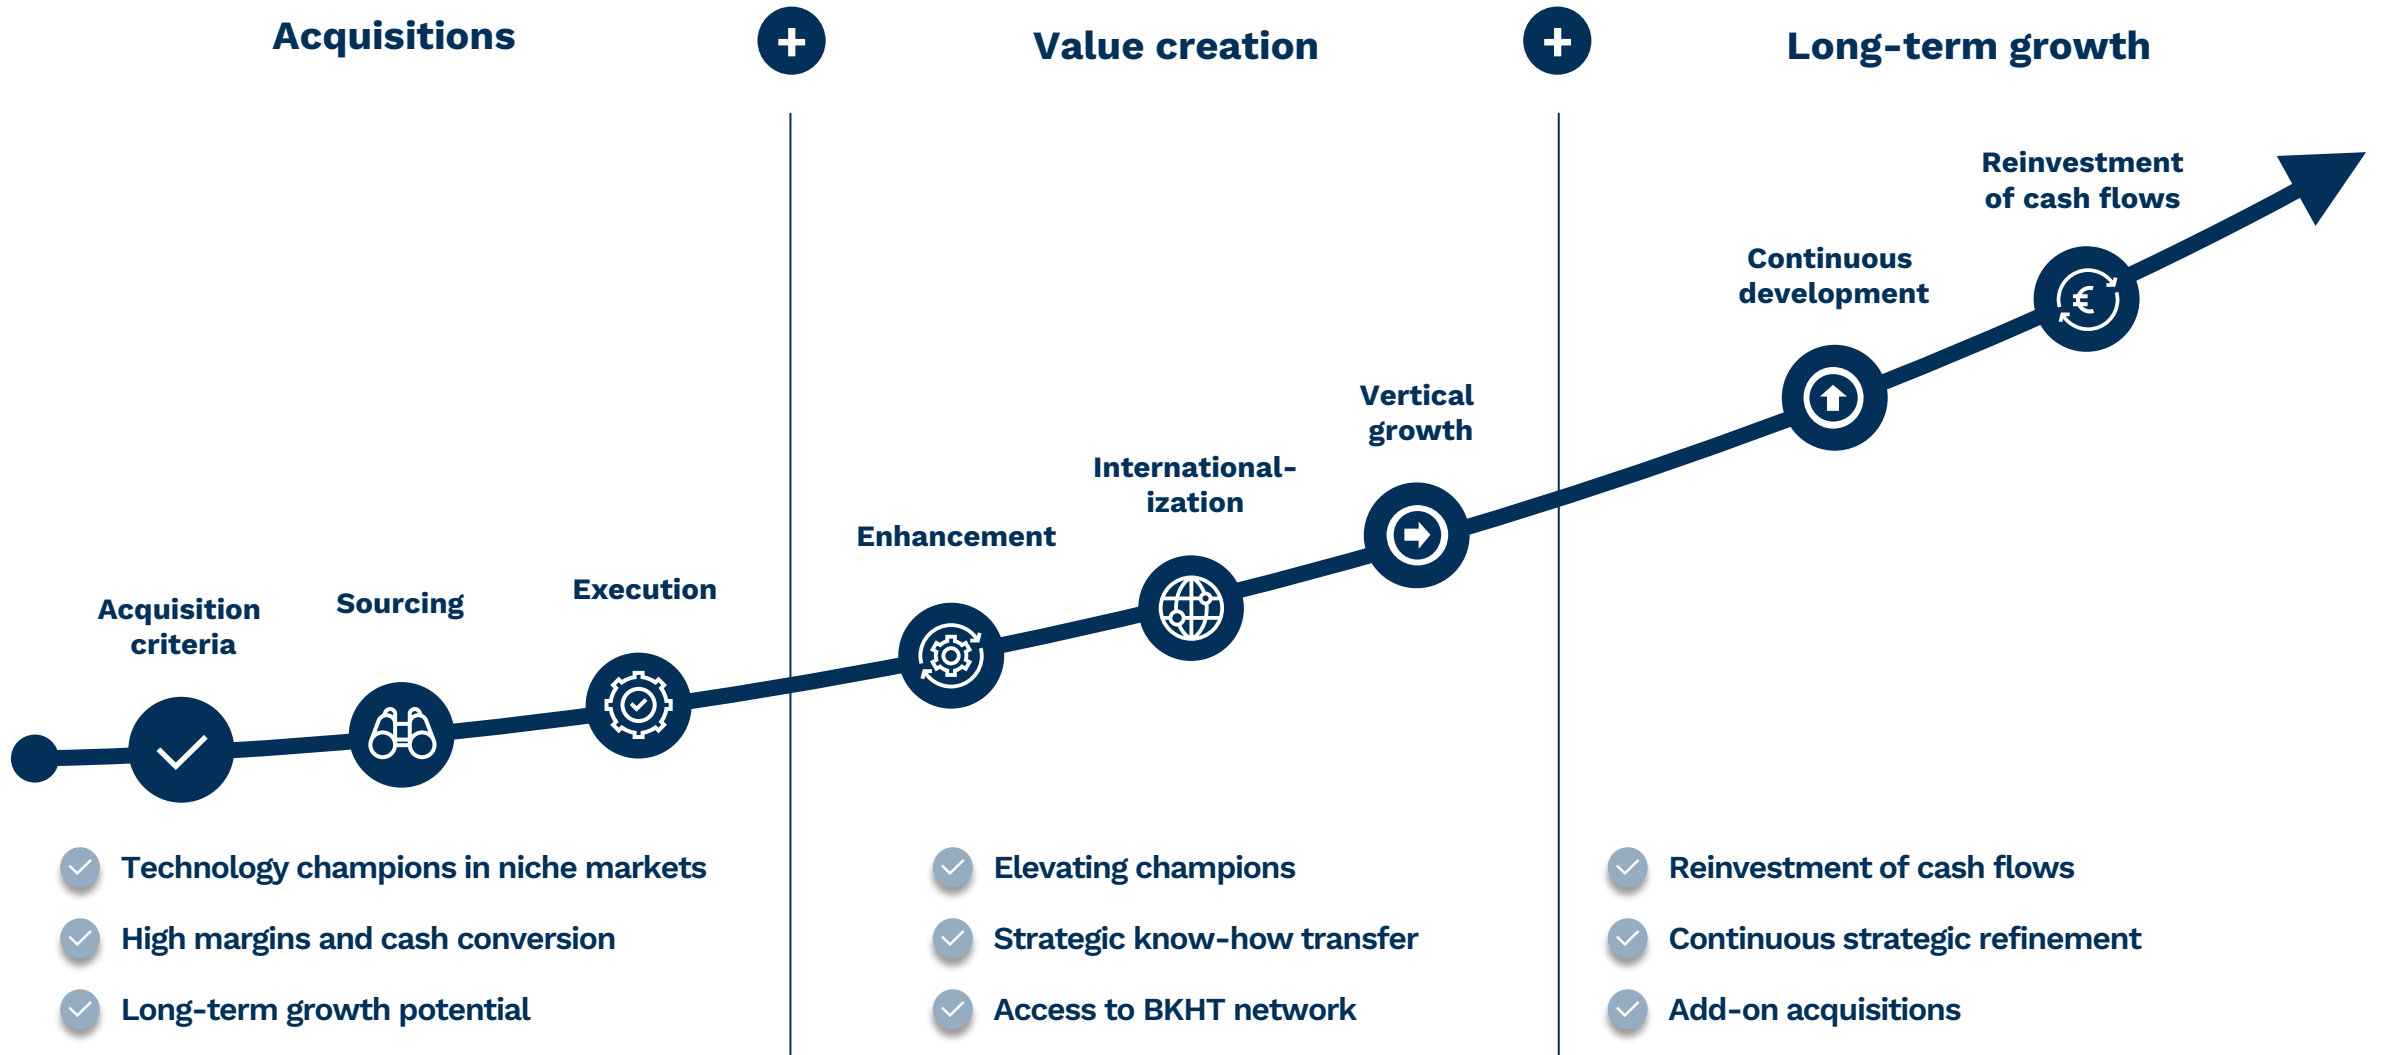 Acquisitions
+
Value creation
+
Long-term growth
Acquisition
criteria
Sourcing
Execution
Enhancement
International-
ization
Vertical
growth
Continuous
development
Reinvestment
of cash flows
€
Technology champions in niche markets
High margins and cash conversion
Long-term growth potential
Elevating champions
Strategic know-how transfer
Access to BKHT network
Reinvestment of cash flows
Continuous strategic refinement
Add-on acquisitions